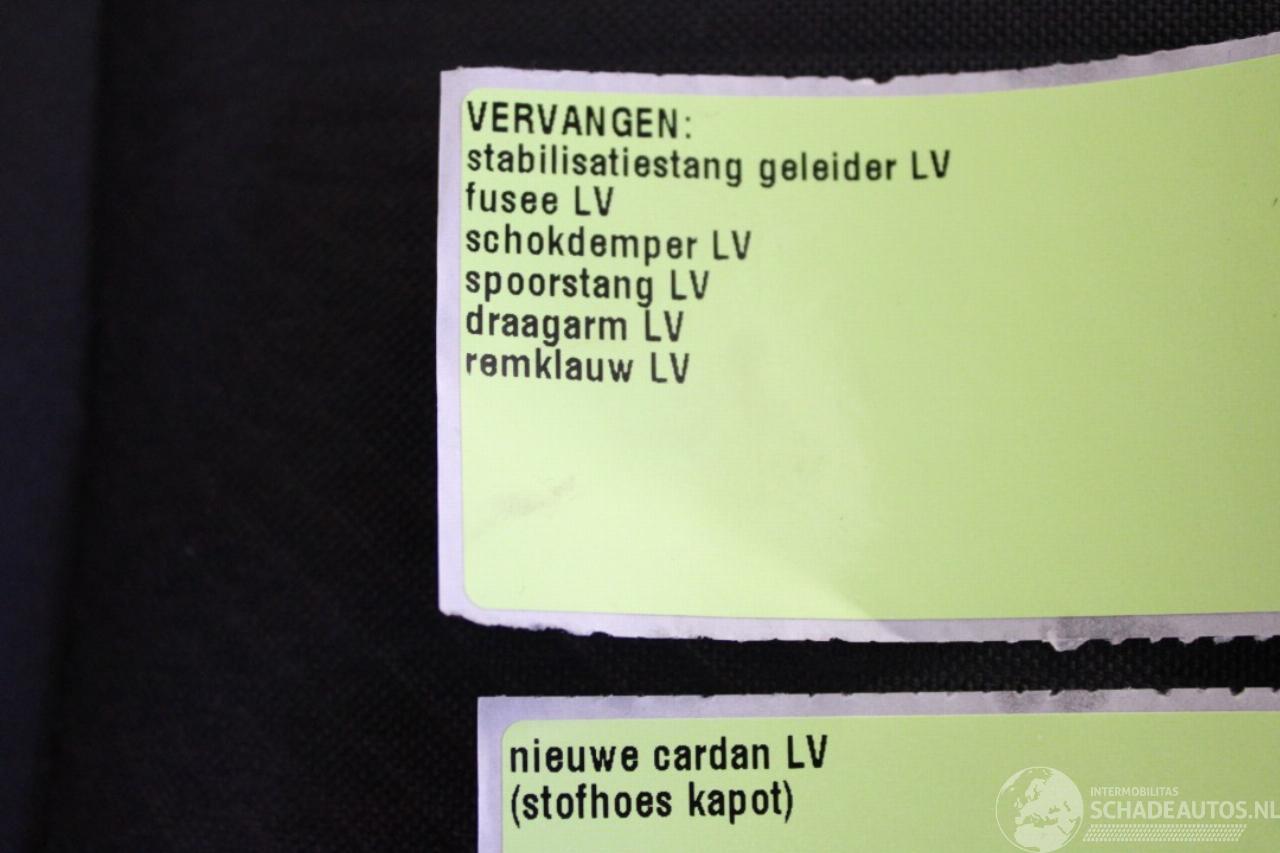 VERVANGEN:
stabilisatiestang geleider LV
fusee LV
schokdemper LV
spoorstang LV
draagarm LV
remklauw LV
nieuwe cardan LV
(stofhoes kapot)
INTERMOBILITAS
SCHADEAUTOS.NL